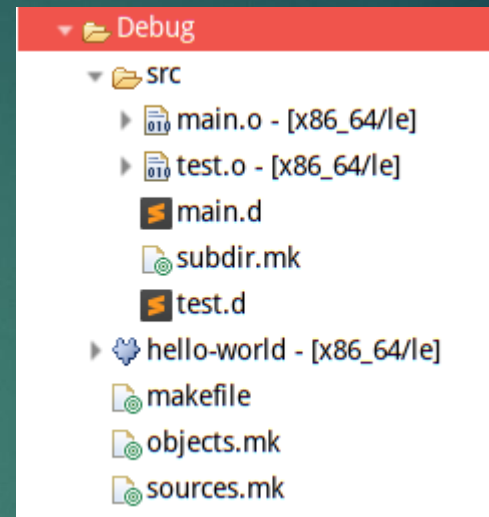 Debug
src
main.o - [x86_64/le]
test.o - [x86_64/le]
main.d
subdir.mk
test.d
hello-world - [x86_64/le]
makefile
objects.mk
sources.mk